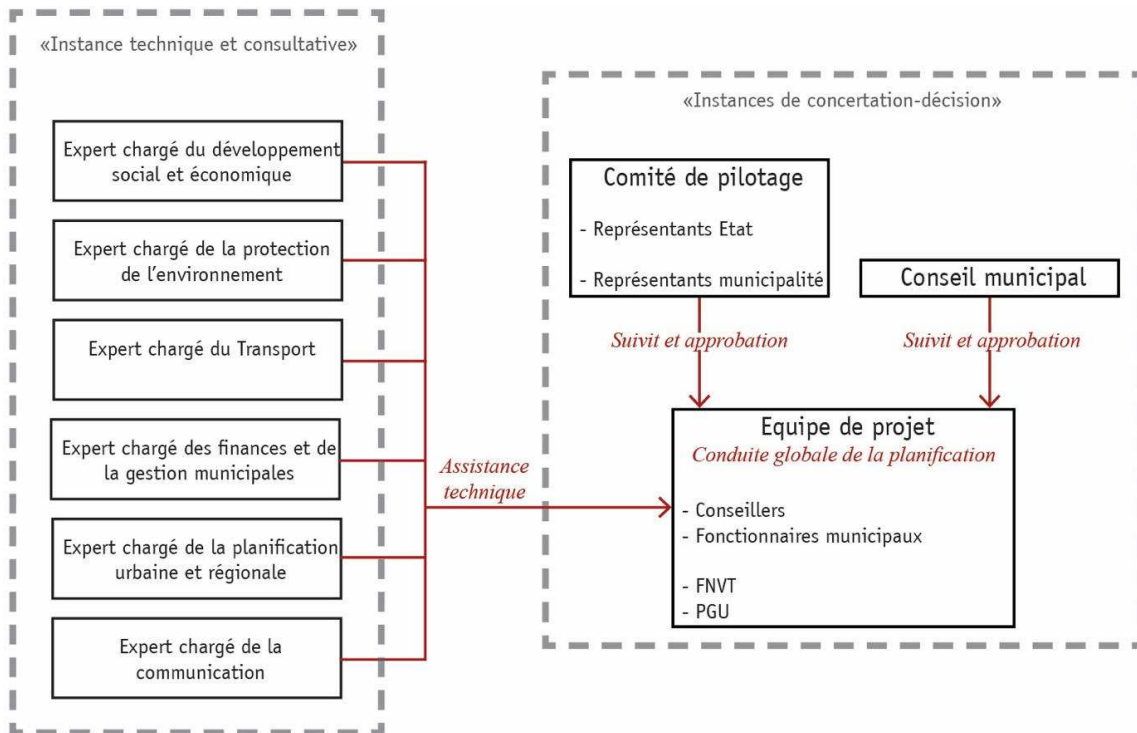 «Instance technique et consultative»
Expert chargé du développement
social et économique
Expert chargé de la protection
de l'environnement
Expert chargé du Transport
Expert chargé des finances et de
la gestion municipales
Expert chargé de la planification
urbaine et régionale
Expert chargé de la
communication
Assistance
technique
«Instances de concertation-décision»
Comité de pilotage
- Représentants Etat
- Représentants municipalité
Conseil municipal
Suivit et approbation
Suivit et approbation
Equipe de projet
Conduite globale de la planification
- Conseillers
- Fonctionnaires municipaux
- FNVT
- PGU